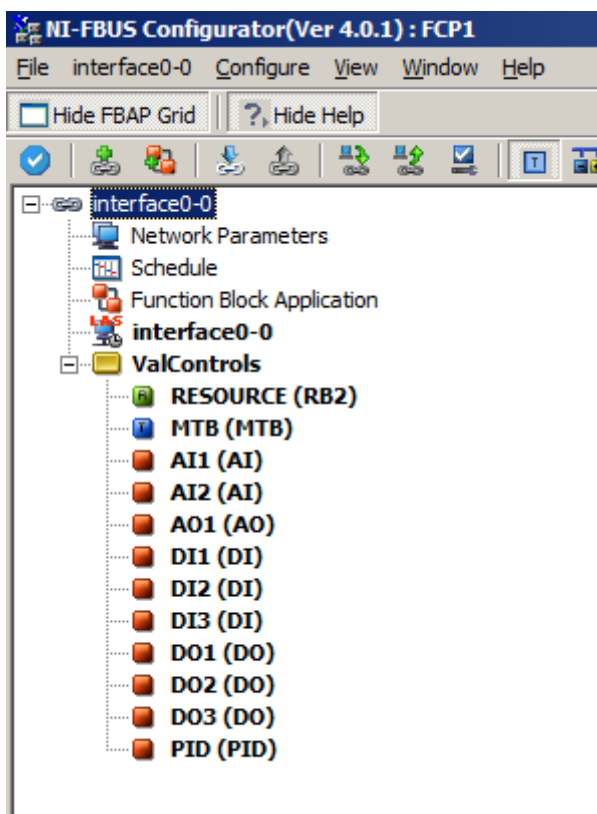 NI-FBUS Configurator(Ver 4.0.1) : FCP1
File interface0-0 Configure View Window Help
Hide FBAP Grid ?, Hide Help
T
interface0-0
Network Parameters
Schedule
Function Block Application
LAS
interface0-0
ValControls
R RESOURCE (RB2)
T MTB (MTB)
AI1 (AI)
AI2 (AI)
AO1 (AO)
DI1 (DI)
DI2 (DI)
DI3 (DI)
DO1 (DO)
DO2 (DO)
DO3 (DO)
PID (PID)